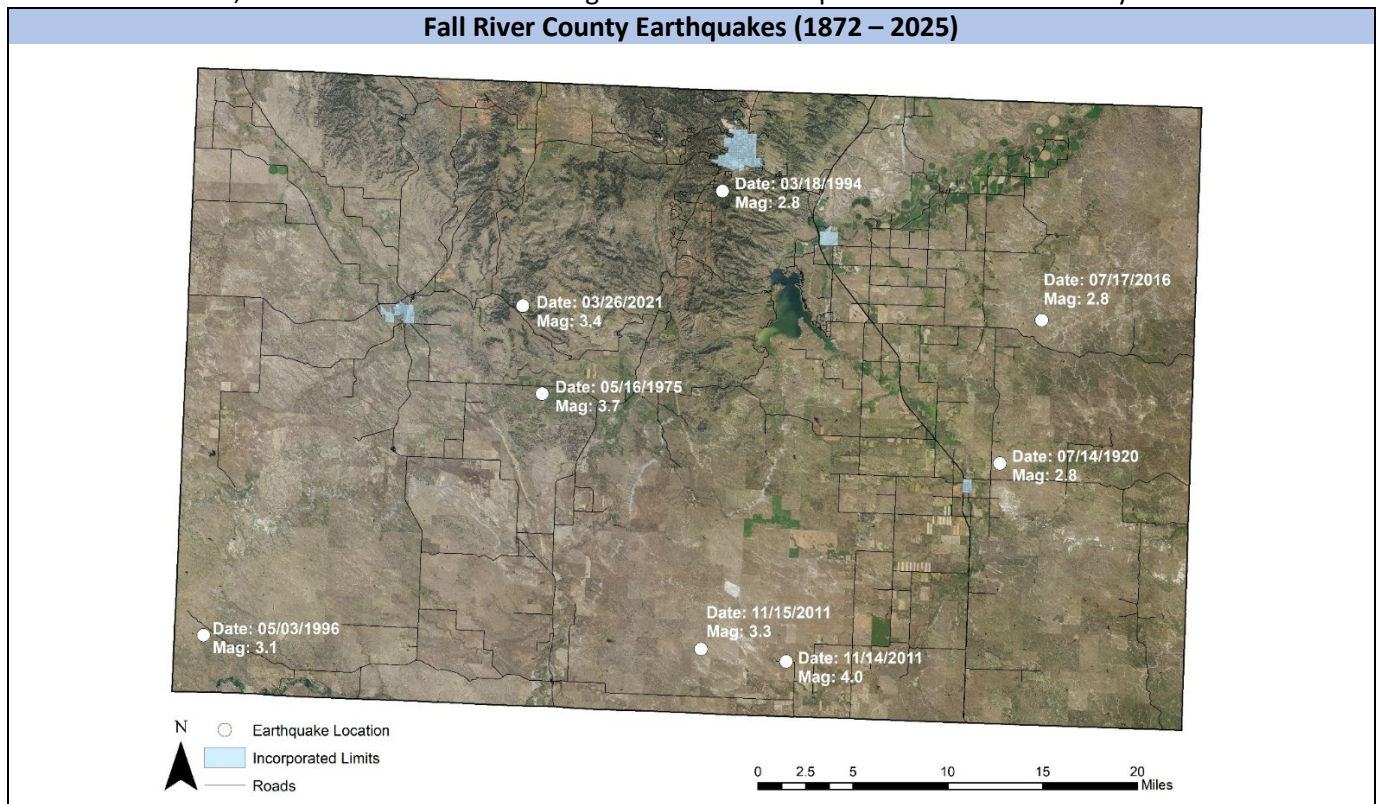 Fall River County Earthquakes (1872 – 2025)
Date: 03/18/1994
Mag: 2.8
Date: 07/17/2016
Mag: 2.8
Date: 03/26/2021
Mag: 3.4
Date: 05/16/1975
Mag: 3.7
Date: 07/14/1920
Mag: 2.8
Date: 11/15/2011
Mag: 3.3
Date: 05/03/1996
Mag: 3.1
Date: 11/14/2011
Mag: 4.0
N
Earthquake Location
Incorporated Limits
Roads
0 2.5 5 10 15 20
Miles